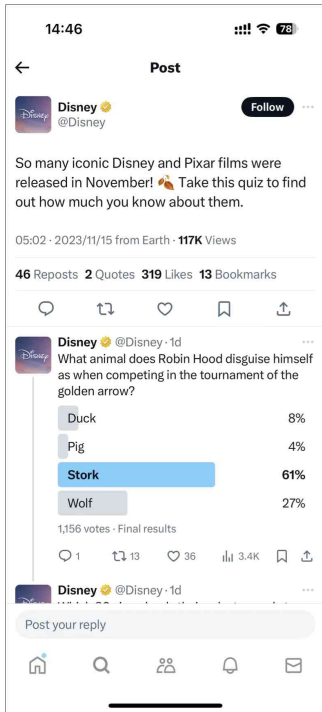 14:46
78
Post
Disney
Disney
@Disney
Follow
So many iconic Disney and Pixar films were
released in November! Take this quiz to find
out how much you know about them.
05:02 · 2023/11/15 from Earth · 117K Views
46 Reposts 2 Quotes 319 Likes 13 Bookmarks
Disney
Disney @Disney · 1d
What animal does Robin Hood disguise himself
as when competing in the tournament of the
golden arrow?
Duck 8%
Pig 4%
Stork 61%
Wolf 27%
1,156 votes · Final results
1 13 36 3.4K
Disney @Disney · 1d
Post your reply